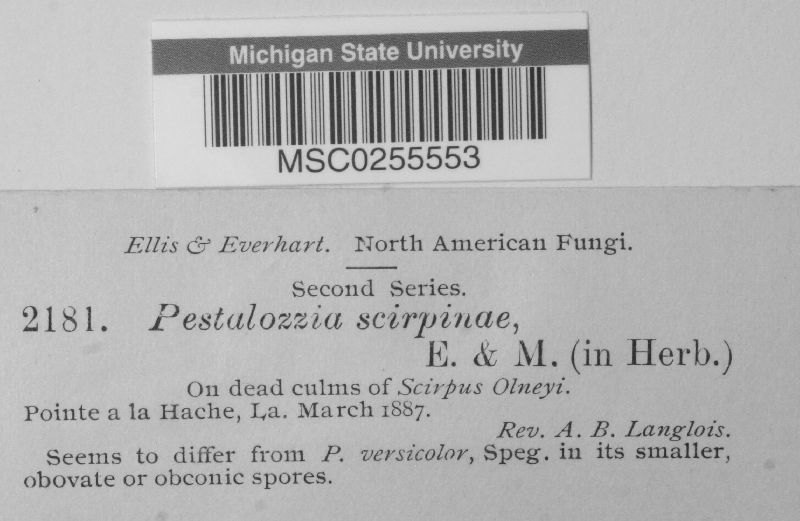 Michigan State University
MSC0255553
Ellis & Everhart. North American Fungi.
Second Series.
2181. Pestalozzia scirpinae,
E. & M. (in Herb.)
On dead culms of Scirpus Olneyi.
Pointe a la Hache, La. March 1887.
Rev. A. B. Langlois.
Seems to differ from P. versicolor, Speg. in its smaller,
obovate or obconic spores.